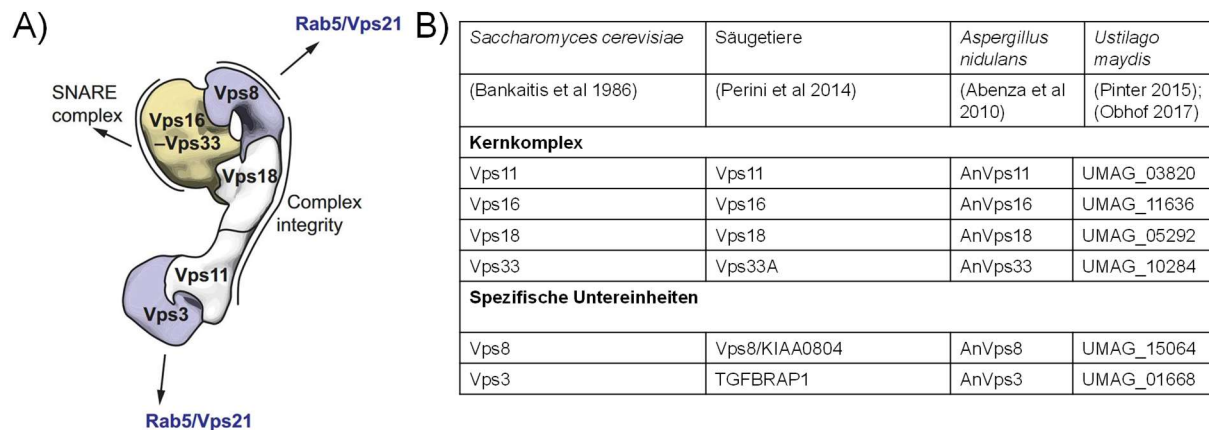 A)
Rab5/Vps21
SNARE
complex
Vps8
Vps16
–Vps33
Vps18
Complex
integrity
Vps11
Vps3
Rab5/Vps21
B)
Saccharomyces cerevisiae Säugetiere Aspergillus nidulans Ustilago maydis
(Bankaitis et al 1986) (Perini et al 2014) (Abenza et al 2010) (Pinter 2015); (Obhof 2017)
Kernkomplex
Vps11 Vps11 AnVps11 UMAG_03820
Vps16 Vps16 AnVps16 UMAG_11636
Vps18 Vps18 AnVps18 UMAG_05292
Vps33 Vps33A AnVps33 UMAG_10284
Spezifische Untereinheiten
Vps8 Vps8/KIAA0804 AnVps8 UMAG_15064
Vps3 TGFBRAP1 AnVps3 UMAG_01668